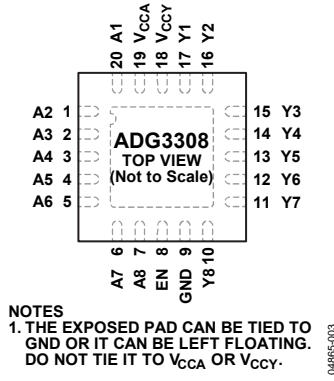 20 A1
19 VCCA
18 VCCY
17 Y1
16 Y2
A2 1
A3 2
A4 3
A5 4
A6 5
ADG3308
TOP VIEW
(Not to Scale)
15 Y3
14 Y4
13 Y5
12 Y6
11 Y7
A7 6
A8 7
EN 8
GND 9
Y8 10
NOTES
1. THE EXPOSED PAD CAN BE TIED TO
GND OR IT CAN BE LEFT FLOATING.
DO NOT TIE IT TO VCCA OR VCCY.
04865-003